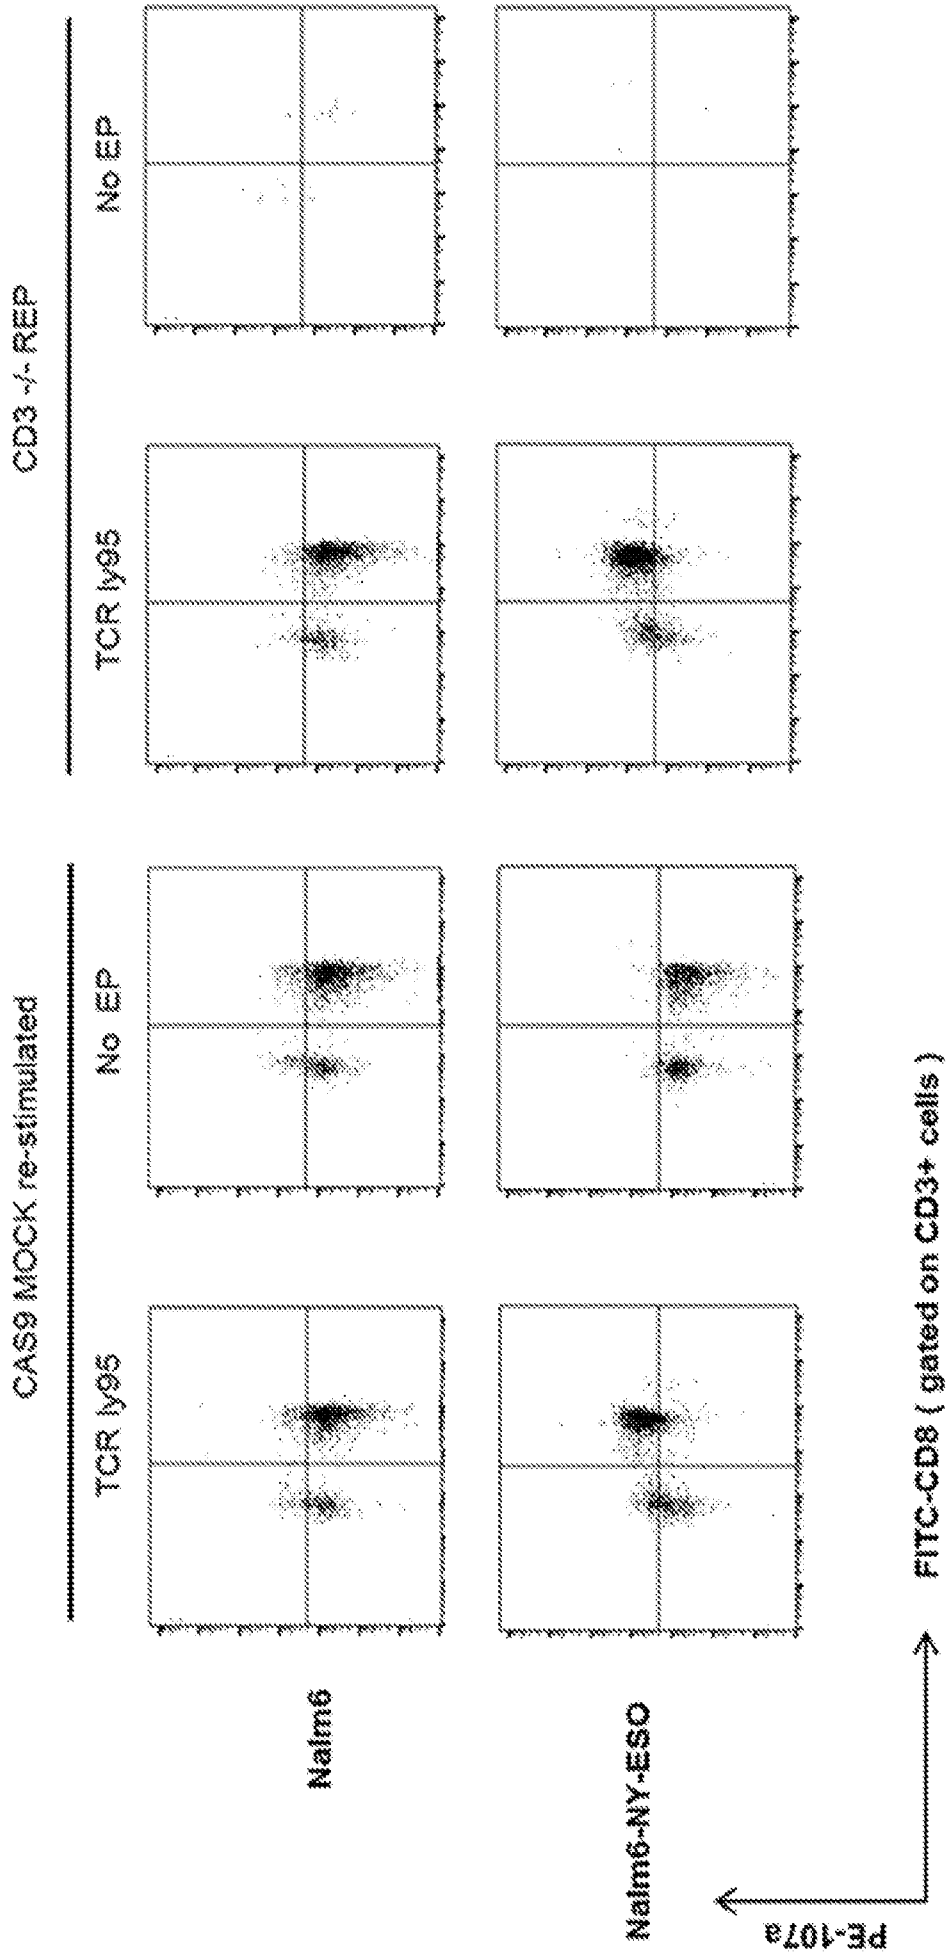 CAS9 MOCK re-stimulated
CD3 -/- REP
TCR ly95
No EP
TCR ly95
No EP
Nalm6
Nalm6-NY-ESO
PE-107a
FITC-CD8 ( gated on CD3+ cells )